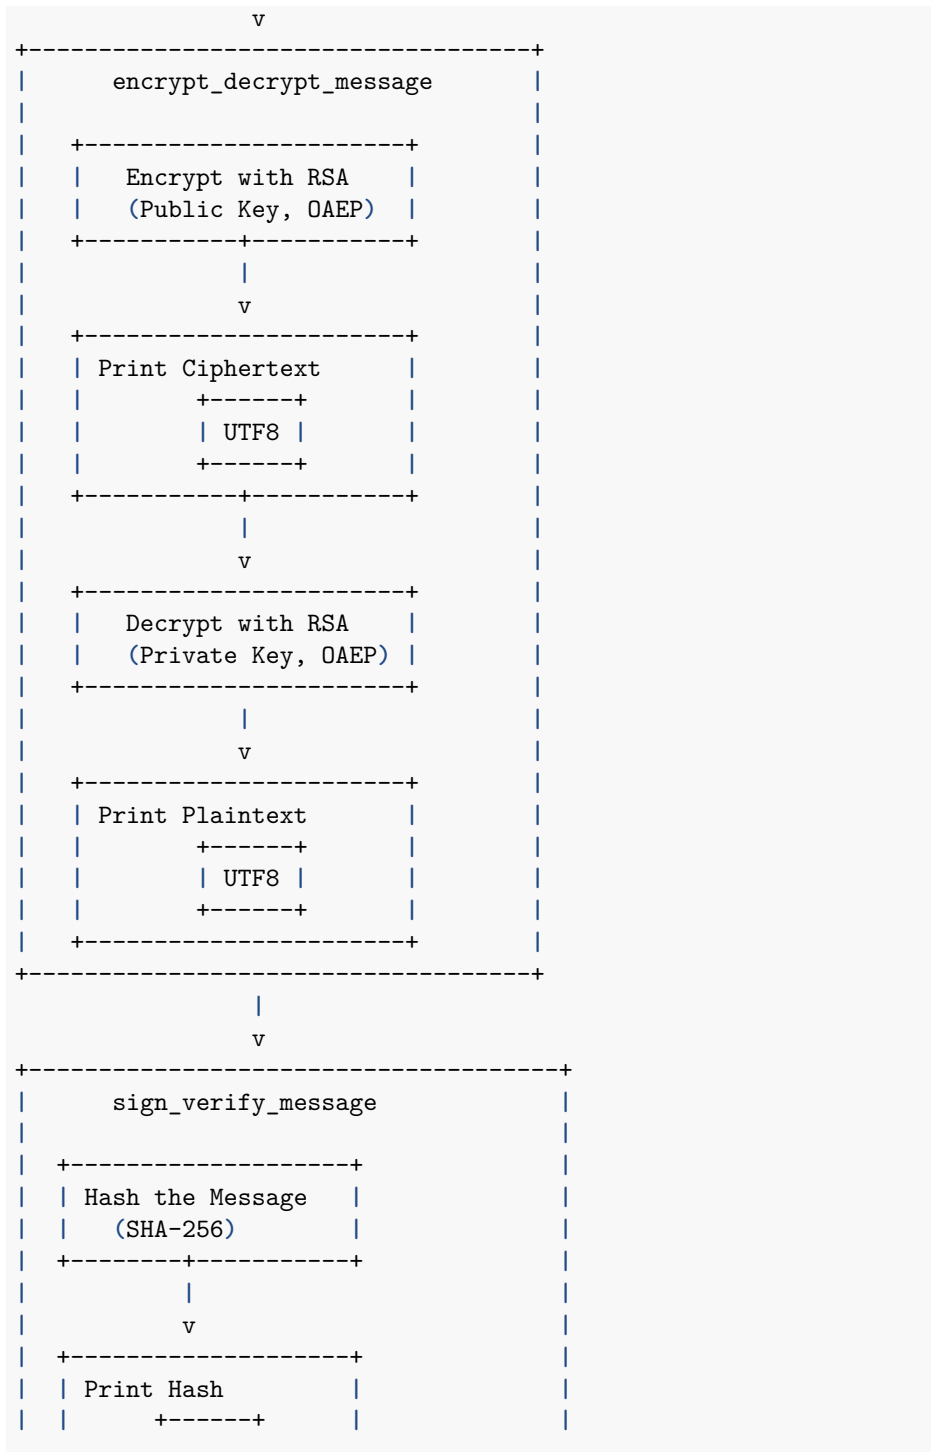 v
+------------------------------------+
|      encrypt_decrypt_message       |
|                                    |
|   +-----------------------+        |
|   |   Encrypt with RSA    |        |
|   |   (Public Key, OAEP)  |        |
|   +-----------+-----------+        |
|               |                    |
|               v                    |
|   +-----------------------+        |
|   | Print Ciphertext      |        |
|   |        +------+       |        |
|   |        | UTF8 |       |        |
|   |        +------+       |        |
|   +-----------+-----------+        |
|               |                    |
|               v                    |
|   +-----------------------+        |
|   |   Decrypt with RSA    |        |
|   |   (Private Key, OAEP) |        |
|   +-----------------------+        |
|               |                    |
|               v                    |
|   +-----------------------+        |
|   | Print Plaintext       |        |
|   |        +------+       |        |
|   |        | UTF8 |       |        |
|   |        +------+       |        |
|   +-----------------------+        |
+------------------------------------+
                 |
                 v
+--------------------------------------+
|      sign_verify_message             |
|                                      |
|  +--------------------+              |
|  | Hash the Message   |              |
|  |   (SHA-256)        |              |
|  +--------+-----------+              |
|           |                          |
|           v                          |
|  +--------------------+              |
|  | Print Hash         |              |
|  |      +------+      |              |